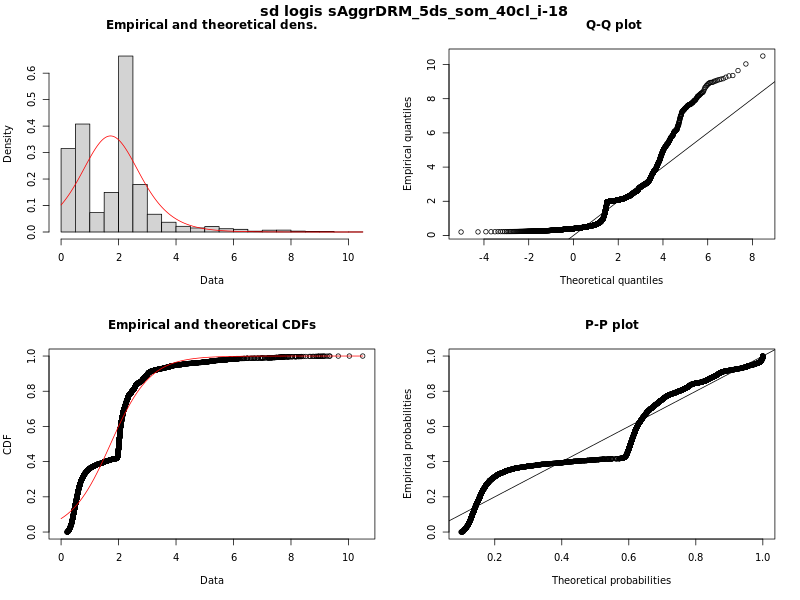 sd logis sAggrDRM_5ds_som_40cl_i-18
Empirical and theoretical dens.
Density
0.0 0.1 0.2 0.3 0.4 0.5 0.6
0 2 4 6 8 10
Data
Q-Q plot
Empirical quantiles
0 2 4 6 8 10
-4 -2 0 2 4 6 8
Theoretical quantiles
Empirical and theoretical CDFs
CDF
0.0 0.2 0.4 0.6 0.8 1.0
0 2 4 6 8 10
Data
P-P plot
Empirical probabilities
0.0 0.2 0.4 0.6 0.8 1.0
0.2 0.4 0.6 0.8 1.0
Theoretical probabilities